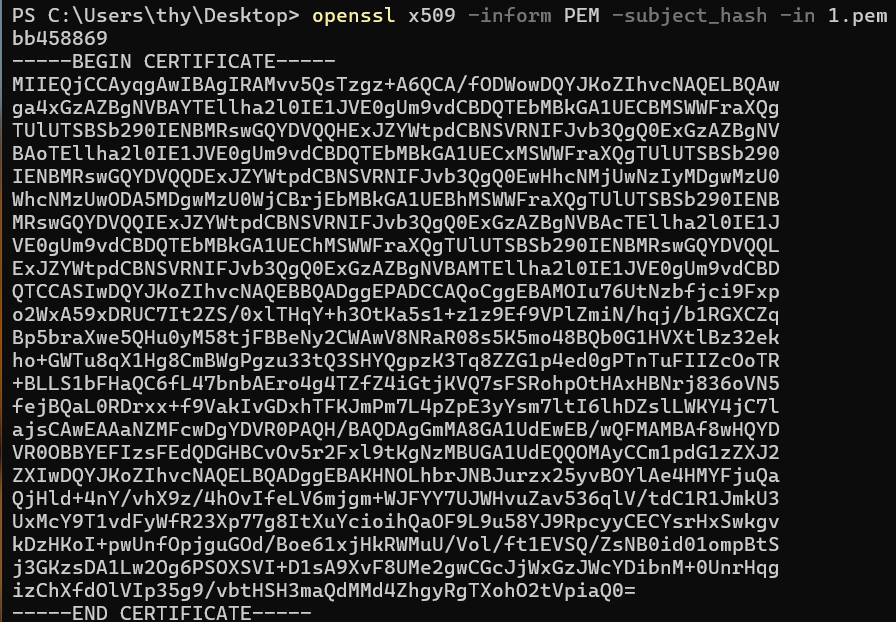 PS C:\Users\thy\Desktop> openssl x509 -inform PEM -subject_hash -in 1.pem
bb458869
-----BEGIN CERTIFICATE-----
MIIEQjCCAyqgAwIBAgIRAMvv5QsTzgz+A6QCA/fODWowDQYJKoZIhvcNAQELBQAw
ga4xGzAZBgNVBAYTEllha2l0IE1JVE0gUm9vdCBDQTEbMBkGA1UECBMSWWFraXQg
TUlUTSBSb290IENBMRswGQYDVQQHExJZYWtpdCBNSVRNIFJvb3QgQ0ExGzAZBgNV
BAoTEllha2l0IE1JVE0gUm9vdCBDQTEbMBkGA1UECxMSWWFraXQgTUlUTSBSb290
IENBMRswGQYDVQQDExJZYWtpdCBNSVRNIFJvb3QgQ0EwHhcNMjUwNzIyMDgwMzU0
WhcNMzUwODA5MDgwMzU0WjCBrjEbMBkGA1UEBhMSWWFraXQgTUlUTSBSb290IENB
MRswGQYDVQQIExJZYWtpdCBNSVRNIFJvb3QgQ0ExGzAZBgNVBAcTEllha2l0IE1J
VE0gUm9vdCBDQTEbMBkGA1UEChMSWWFraXQgTUlUTSBSb290IENBMRswGQYDVQQL
ExJZYWtpdCBNSVRNIFJvb3QgQ0ExGzAZBgNVBAMTEllha2l0IE1JVE0gUm9vdCBD
QTCCASIwDQYJKoZIhvcNAQEBBQADggEPADCCAQoCggEBAMOIu76UtNzbfjci9Fxp
o2WxA59xDRUC7It2ZS/0xlTHqY+h3OtKa5s1+z1z9Ef9VPlZmiN/hqj/b1RGXCZq
Bp5braXwe5QHu0yM58tjFBBeNy2CWAwV8NRaR08s5K5mo48BQb0G1HVXtlBz32ek
ho+GWTu8qX1Hg8CmBWgPgzu33tQ3SHYQgpzK3Tq8ZZG1p4ed0gPTnTuFIIZcOoTR
+BLLS1bFHaQC6fL47bnbAEro4g4TZfZ4iGtjKVQ7sFSRohpOtHAxHBNrj836oVN5
fejBQaL0RDrxx+f9VakIvGDxhTFKJmPm7L4pZpE3yYsm7ltI6lhDZslLWKY4jC7l
ajsCAwEAAaNZMFcwDgYDVR0PAQH/BAQDAgGmMA8GA1UdEwEB/wQFMAMBAf8wHQYD
VR0OBBYEFIzsFEdQDGHBCvOv5r2Fxl9tKgNzMBUGA1UdEQQOMAyCCm1pdG1zZXJ2
ZXIwDQYJKoZIhvcNAQELBQADggEBAKHNOLhbrJNBJurzx25yvBOYlAe4HMYFjuQa
QjHld+4nY/vhX9z/4hOvIfeLV6mjgm+WJFYY7UJWHvuZav536qlV/tdC1R1JmkU3
UxMcY9T1vdFyWfR23Xp77g8ItXuYcioihQaOF9L9u58YJ9RpcyyCECYsrHxSwkgv
kDzHKoI+pwUnfOpjguGOd/Boe61xjHkRWMuU/Vol/ft1EVSQ/ZsNB0id01ompBtS
j3GKzsDA1Lw2Og6PSOXSVI+D1sA9XvF8UMe2gwCGcJjWxGzJWcYDibnM+0UnrHqg
izChXfdOlVIp35g9/vbtHSH3maQdMMd4ZhgyRgTXohO2tVpiaQ0=
-----END CERTIFICATE-----